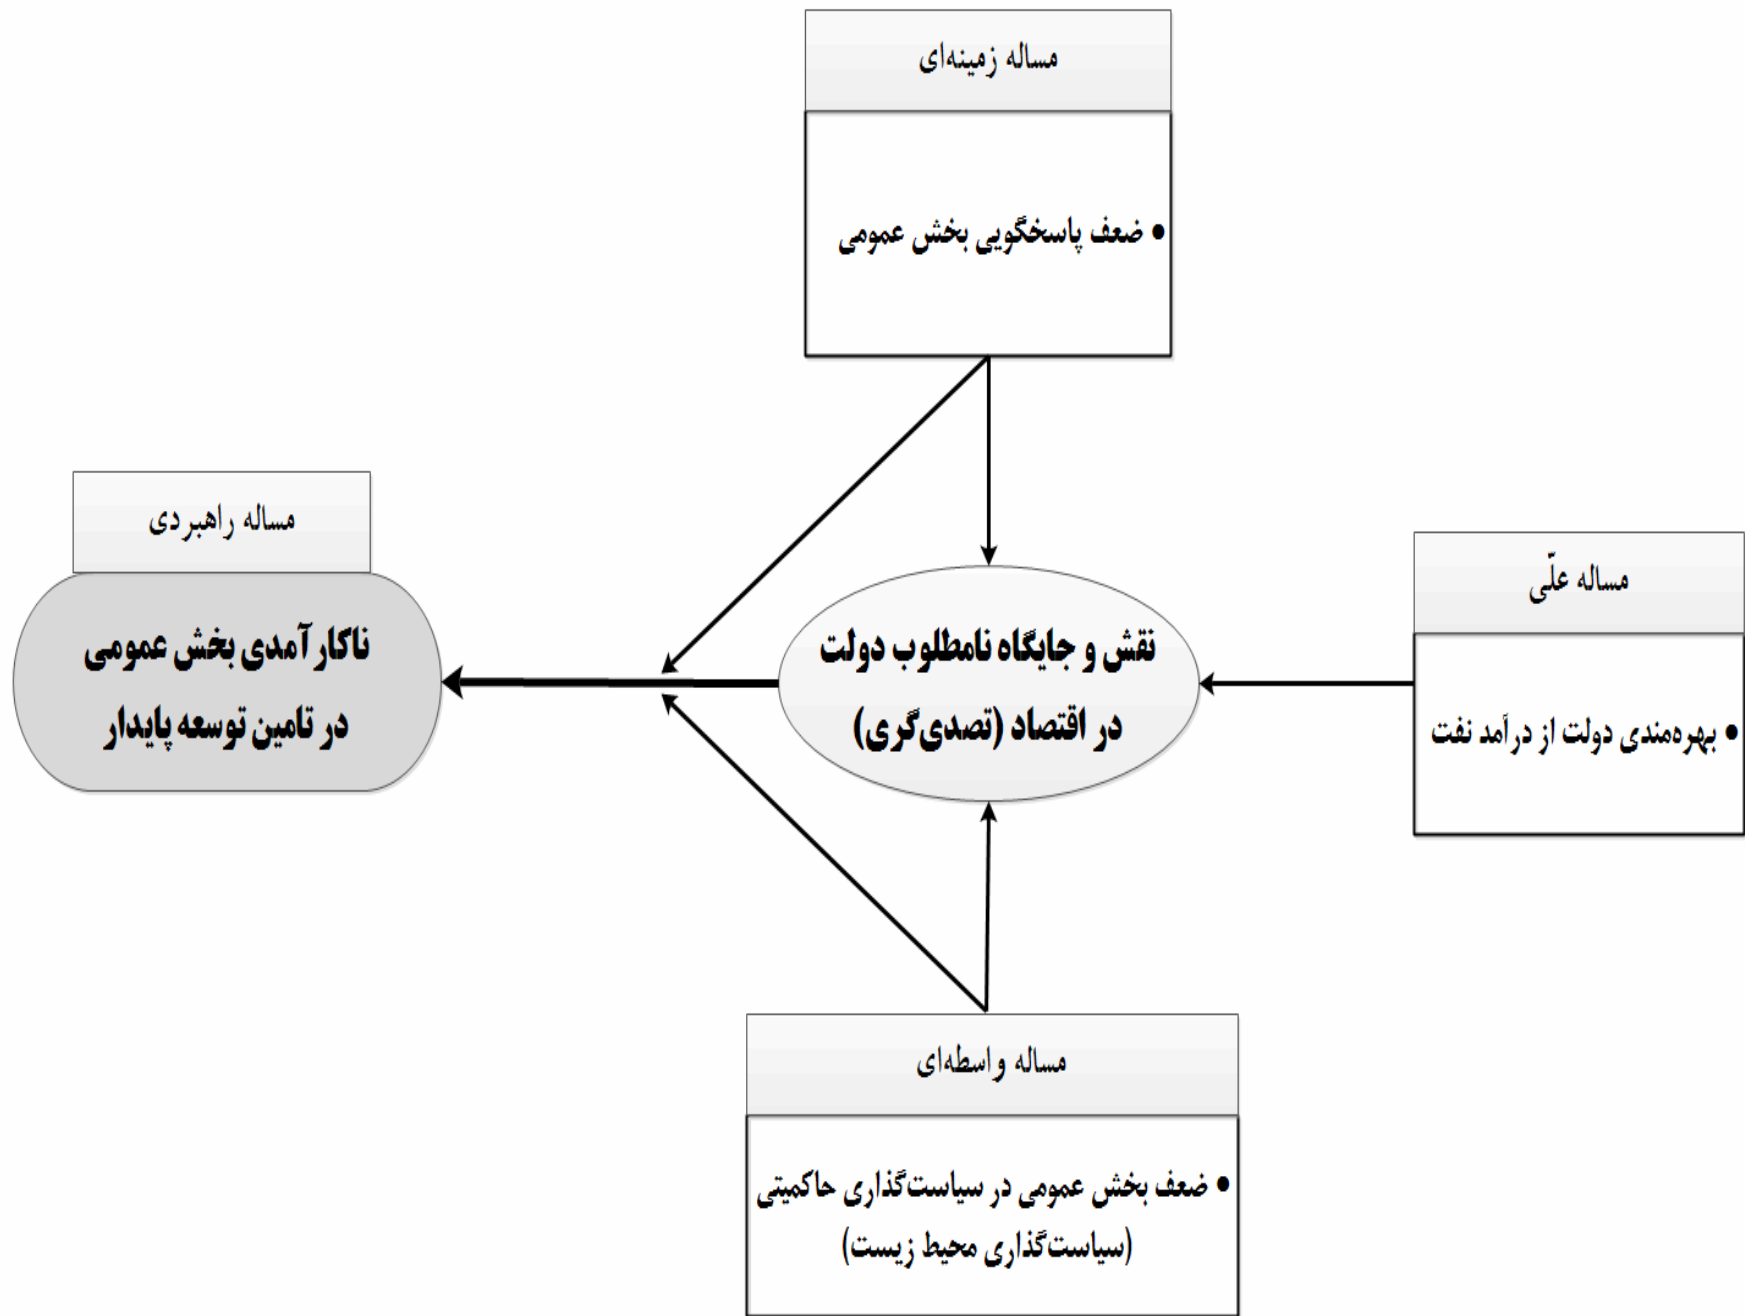 مساله زمینه‌ای
• ضعف پاسخگویی بخش عمومی
مساله علّی
• بهره‌مندی دولت از درآمد نفت
نقش و جایگاه نامطلوب دولت
در اقتصاد (تصدی‌گری)
مساله راهبردی
ناکارآمدی بخش عمومی
در تامین توسعه پایدار
مساله واسطه‌ای
• ضعف بخش عمومی در سیاست‌گذاری حاکمیتی
(سیاست‌گذاری محیط زیست)